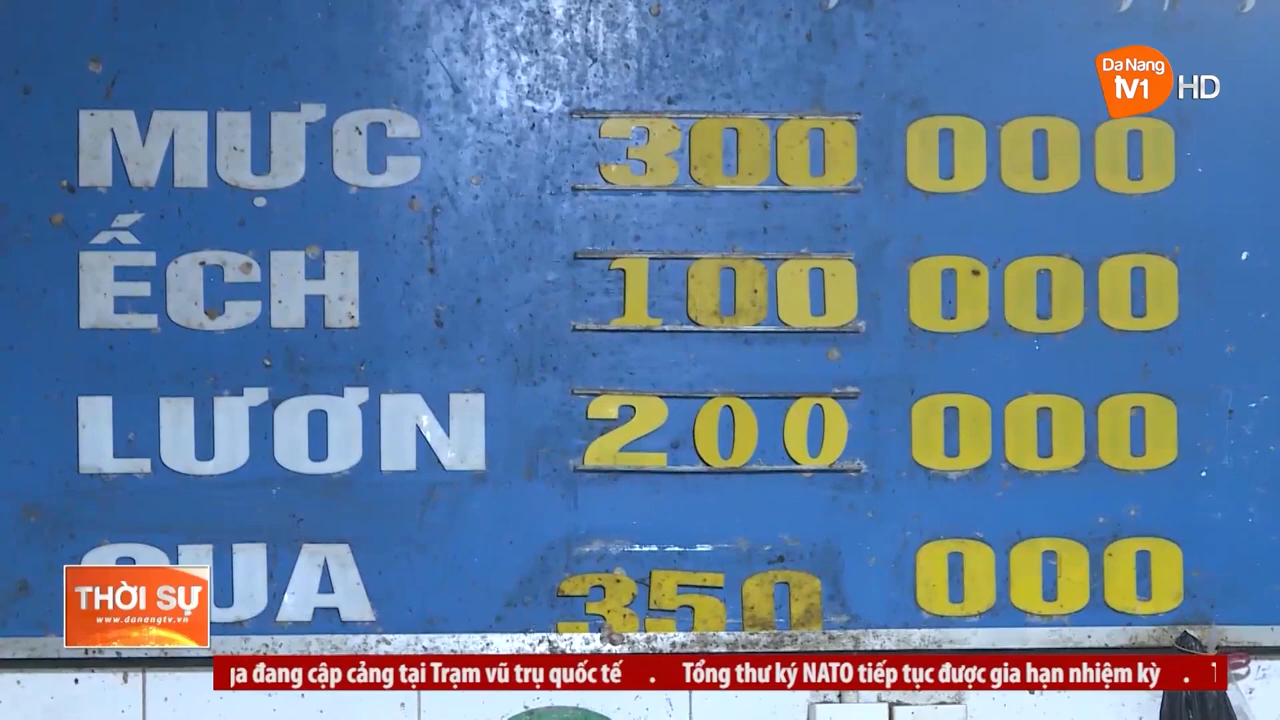 Da Nang
TV1 HD
MỰC 300 000
ẾCH 100 000
LƯƠN 200 000
CUA 350 000
THỜI SỰ
www.danangtv.vn
ga đang cập cảng tại Trạm vũ trụ quốc tế . Tổng thư ký NATO tiếp tục được gia hạn nhiệm kỳ .